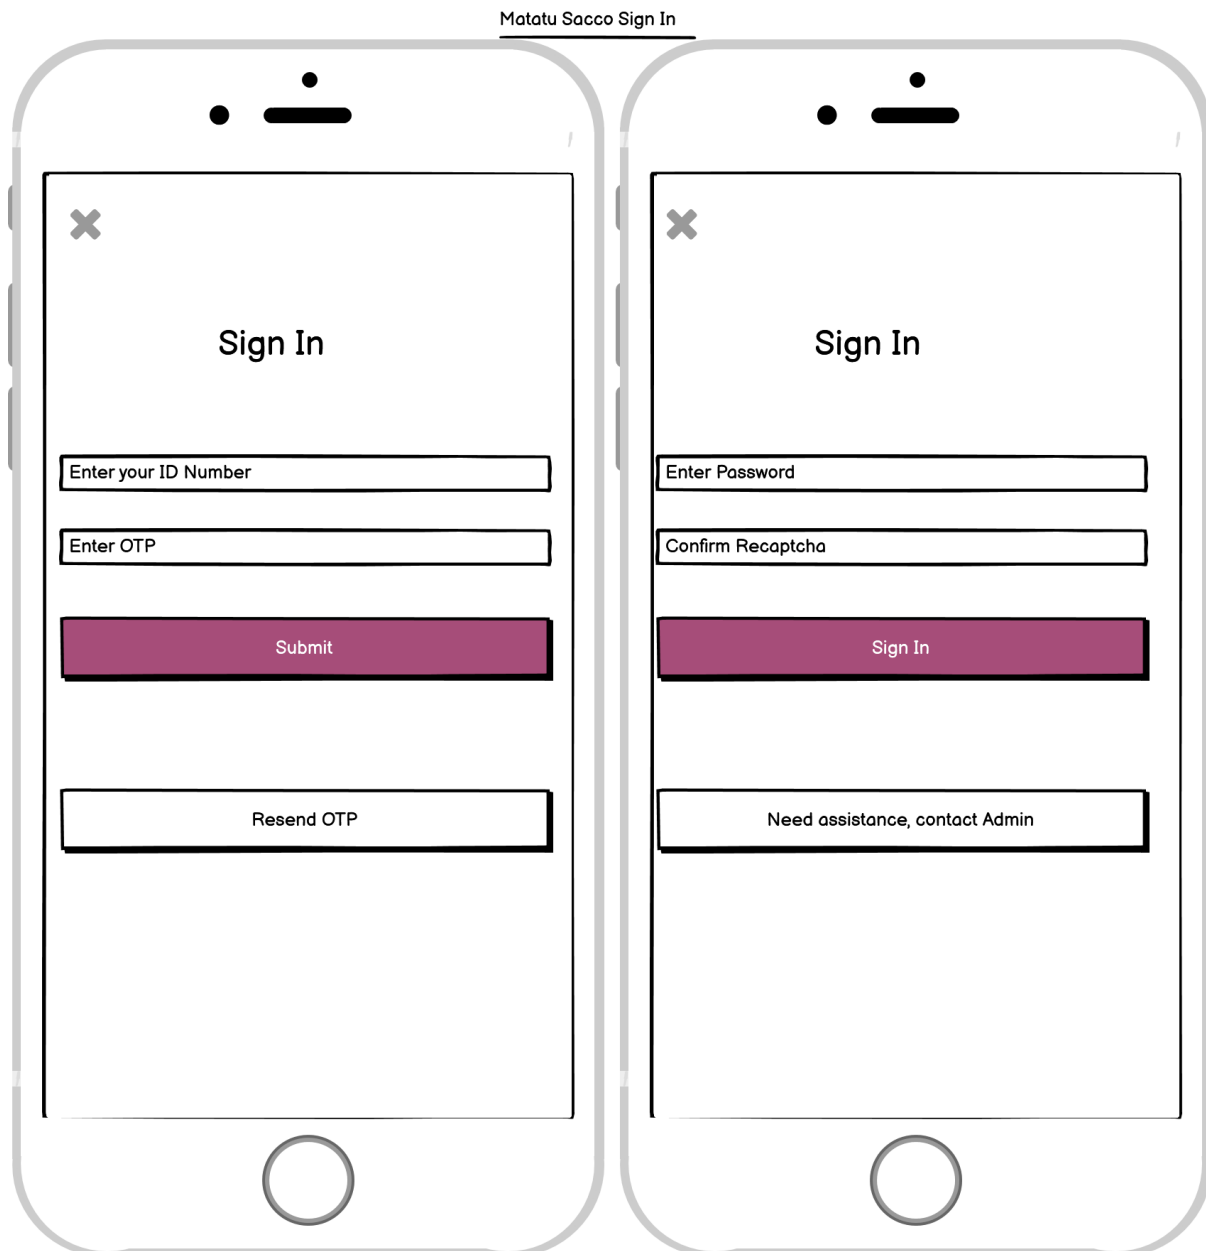 Matatu Sacco Sign In
Sign In
Enter your ID Number
Enter OTP
Submit
Resend OTP
Sign In
Enter Password
Confirm Recaptcha
Sign In
Need assistance, contact Admin